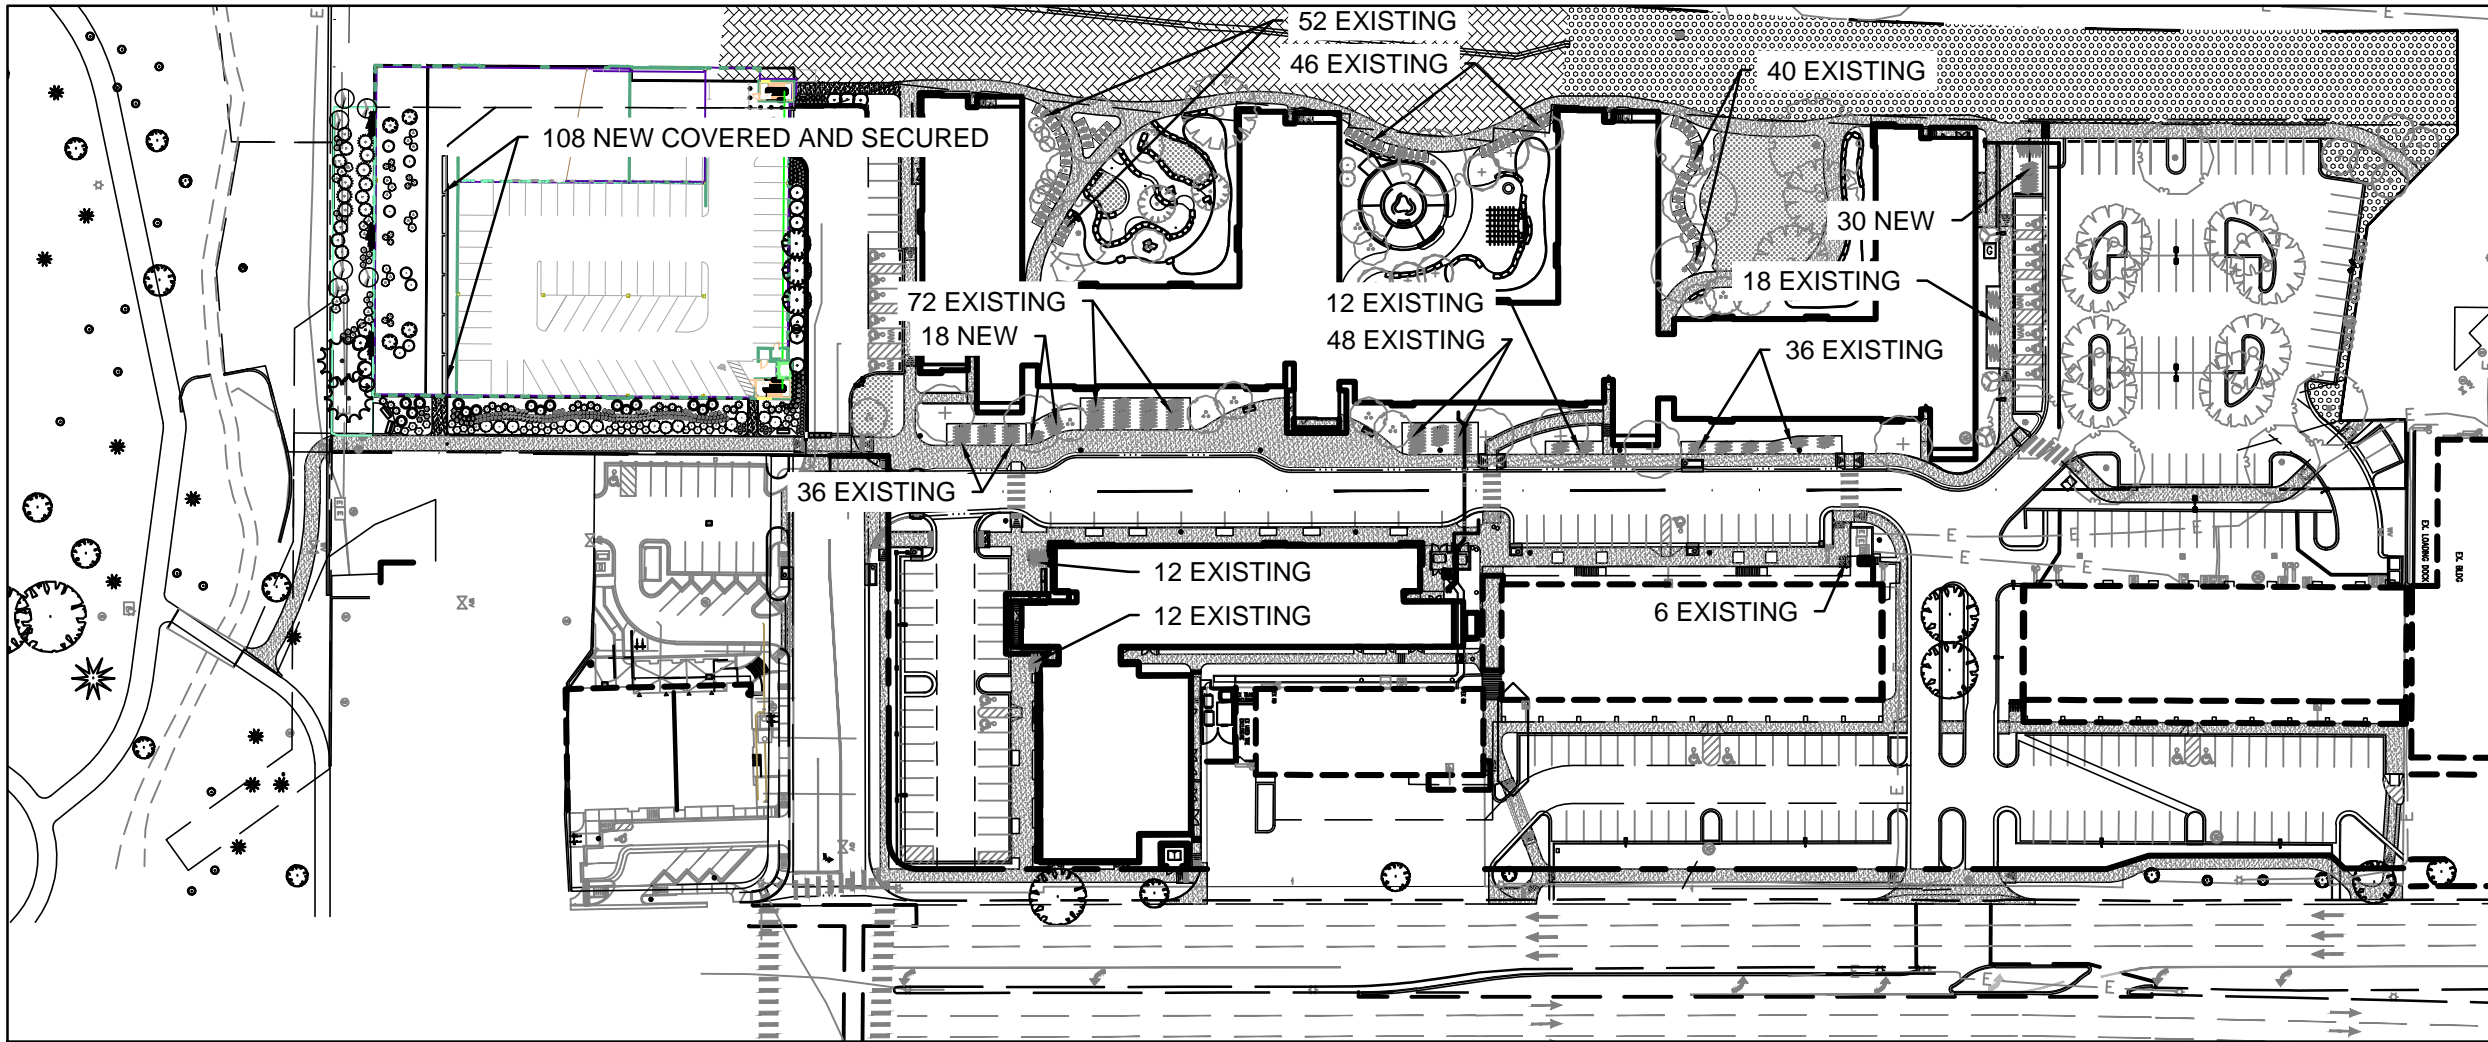 52 EXISTING
46 EXISTING
40 EXISTING
108 NEW COVERED AND SECURED
30 NEW
18 EXISTING
72 EXISTING
18 NEW
12 EXISTING
48 EXISTING
36 EXISTING
36 EXISTING
12 EXISTING
12 EXISTING
6 EXISTING
EX. LOADING DOCK
EX. BLDG
G
E
E
E
E
E
E
E
E
E